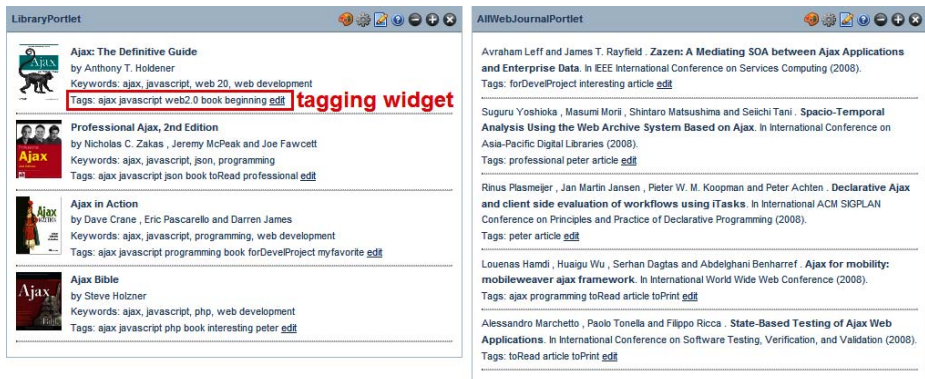 LibraryPortlet
Ajax: The Definitive Guide
by Anthony T. Holdener
Keywords: ajax, javascript, web 20, web development
Tags: ajax javascript web2.0 book beginning edit
tagging widget
Professional Ajax, 2nd Edition
by Nicholas C. Zakas , Jeremy McPeak and Joe Fawcett
Keywords: ajax, javascript, json, programming
Tags: ajax javascript json book toRead professional edit
Ajax
Ajax in Action
by Dave Crane , Eric Pascarello and Darren James
Keywords: ajax, javascript, programming, web development
Tags: ajax javascript programming book forDevelProject myfavorite edit
Ajax
Ajax Bible
by Steve Holzner
Keywords: ajax, javascript, php, web development
Tags: ajax javascript php book interesting peter edit
Ajax
AllWebJournalPortlet
Avraham Leff and James T. Rayfield . Zazen: A Mediating SOA between Ajax Applications
and Enterprise Data. In IEEE International Conference on Services Computing (2008).
Tags: forDevelProject interesting article edit
Suguru Yoshioka , Masumi Morii , Shintaro Matsushima and Seiichi Tani . Spacio-Temporal
Analysis Using the Web Archive System Based on Ajax. In International Conference on
Asia-Pacific Digital Libraries (2008).
Tags: professional peter article edit
Rinus Plasmeijer , Jan Martin Jansen , Pieter W. M. Koopman and Peter Achten . Declarative Ajax
and client side evaluation of workflows using iTasks. In International ACM SIGPLAN
Conference on Principles and Practice of Declarative Programming (2008).
Tags: peter article edit
Louenas Hamdi , Huaigu Wu , Serhan Dagtas and Abdelghani Benharref . Ajax for mobility:
mobileweaver ajax framework. In International World Wide Web Conference (2008).
Tags: ajax programming toRead article toPrint edit
Alessandro Marchetto , Paolo Tonella and Filippo Ricca . State-Based Testing of Ajax Web
Applications. In International Conference on Software Testing, Verification, and Validation (2008).
Tags: toRead article toPrint edit